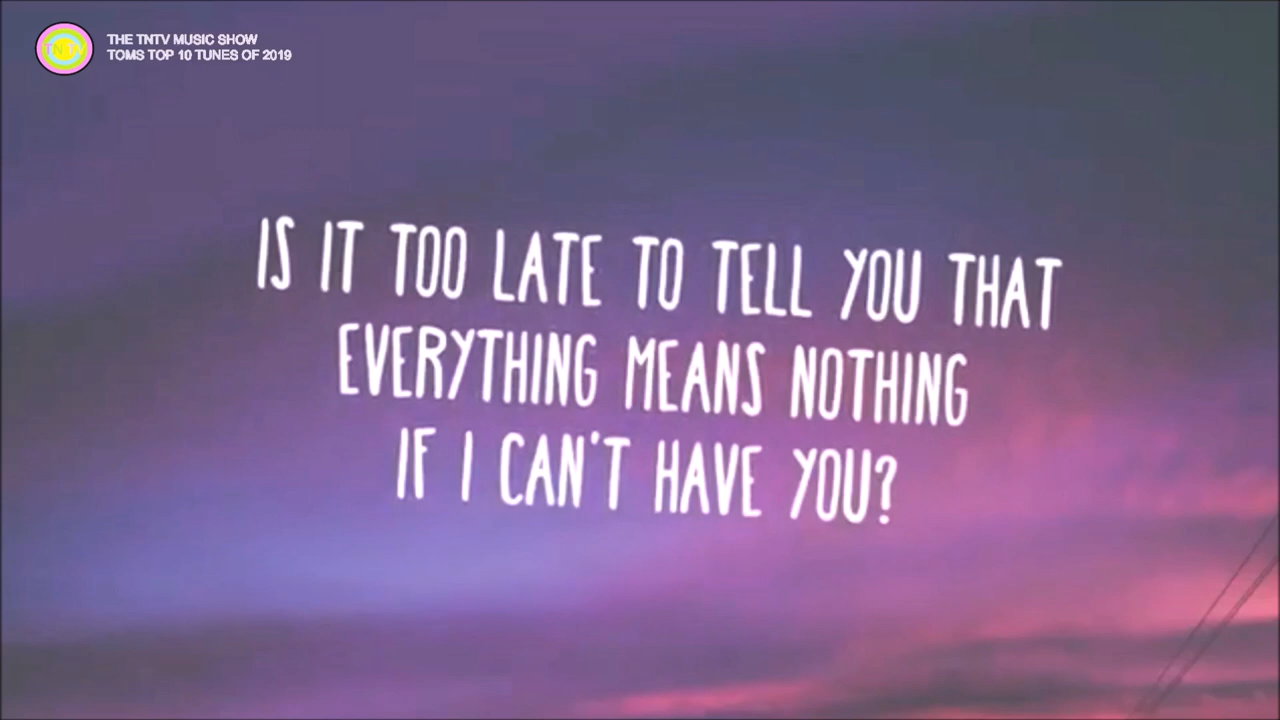 TNTV
THE TNTV MUSIC SHOW
TOMS TOP 10 TUNES OF 2019
IS IT TOO LATE TO TELL YOU THAT
EVERYTHING MEANS NOTHING
IF I CAN'T HAVE YOU?